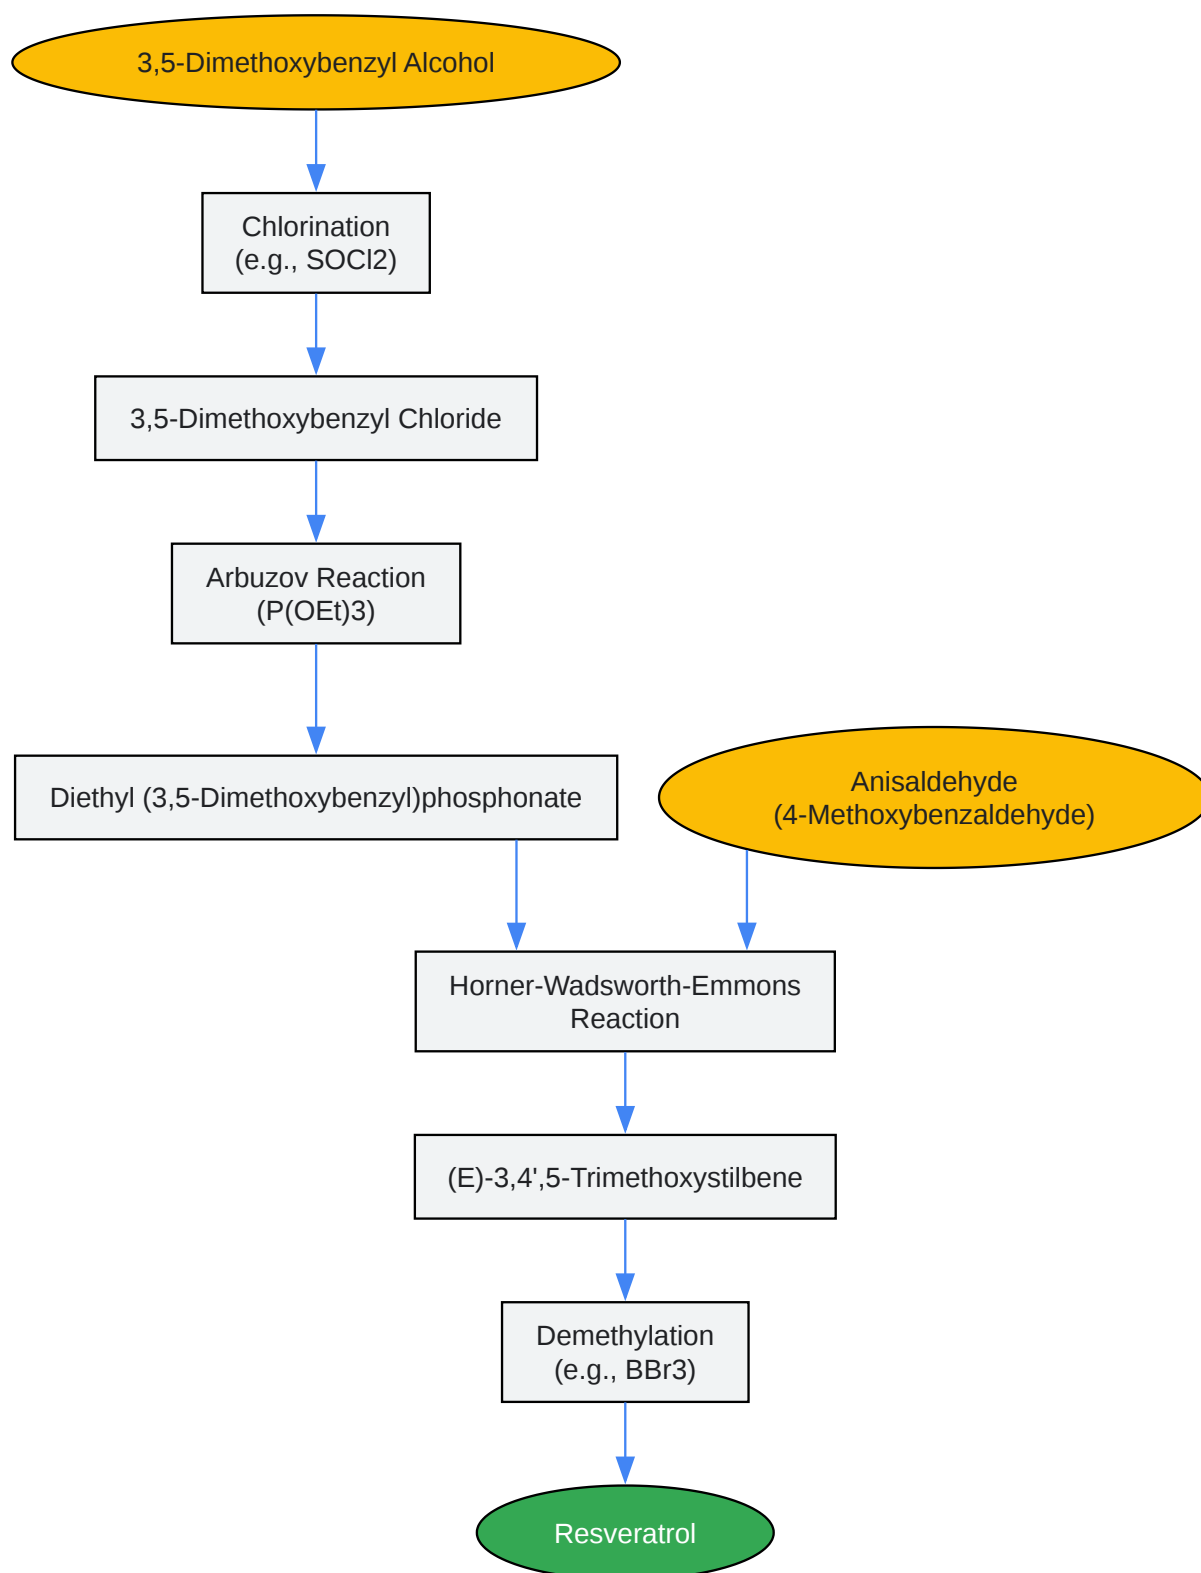 3,5-Dimethoxybenzyl Alcohol
Chlorination
(e.g., SOCl2)
3,5-Dimethoxybenzyl Chloride
Arbuzov Reaction
(P(OEt)3)
Diethyl (3,5-Dimethoxybenzyl)phosphonate
Anisaldehyde
(4-Methoxybenzaldehyde)
Horner-Wadsworth-Emmons
Reaction
(E)-3,4',5-Trimethoxystilbene
Demethylation
(e.g., BBr3)
Resveratrol